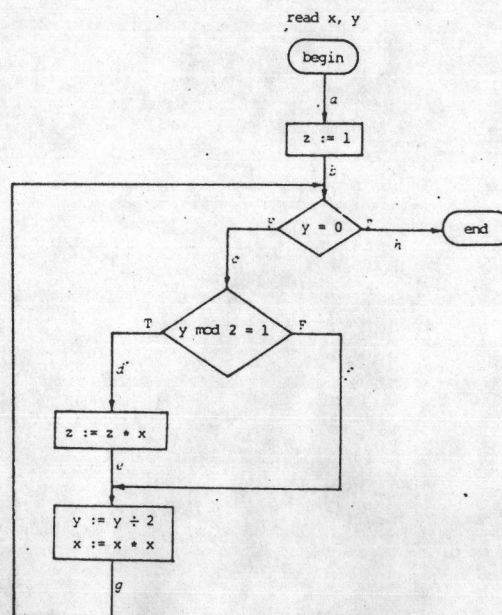 read x, y
begin
a
z := 1
b
y = 0
F
T
h
end
c
y mod 2 = 1
T
F
d
f
z := z * x
e
y := y ÷ 2
x := x * x
g